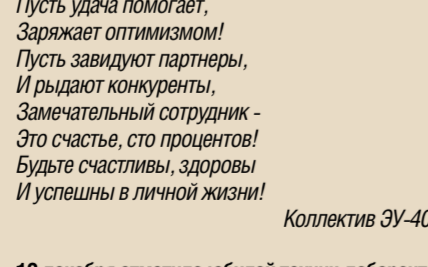 Пусть удача помогает,
Заряжает оптимизмом!
Пусть завидуют партнеры,
И рыдают конкуренты,
Замечательный сотрудник -
Это счастье, сто процентов!
Будьте счастливы, здоровы
И успешны в личной жизни!
Коллектив ЭУ-40